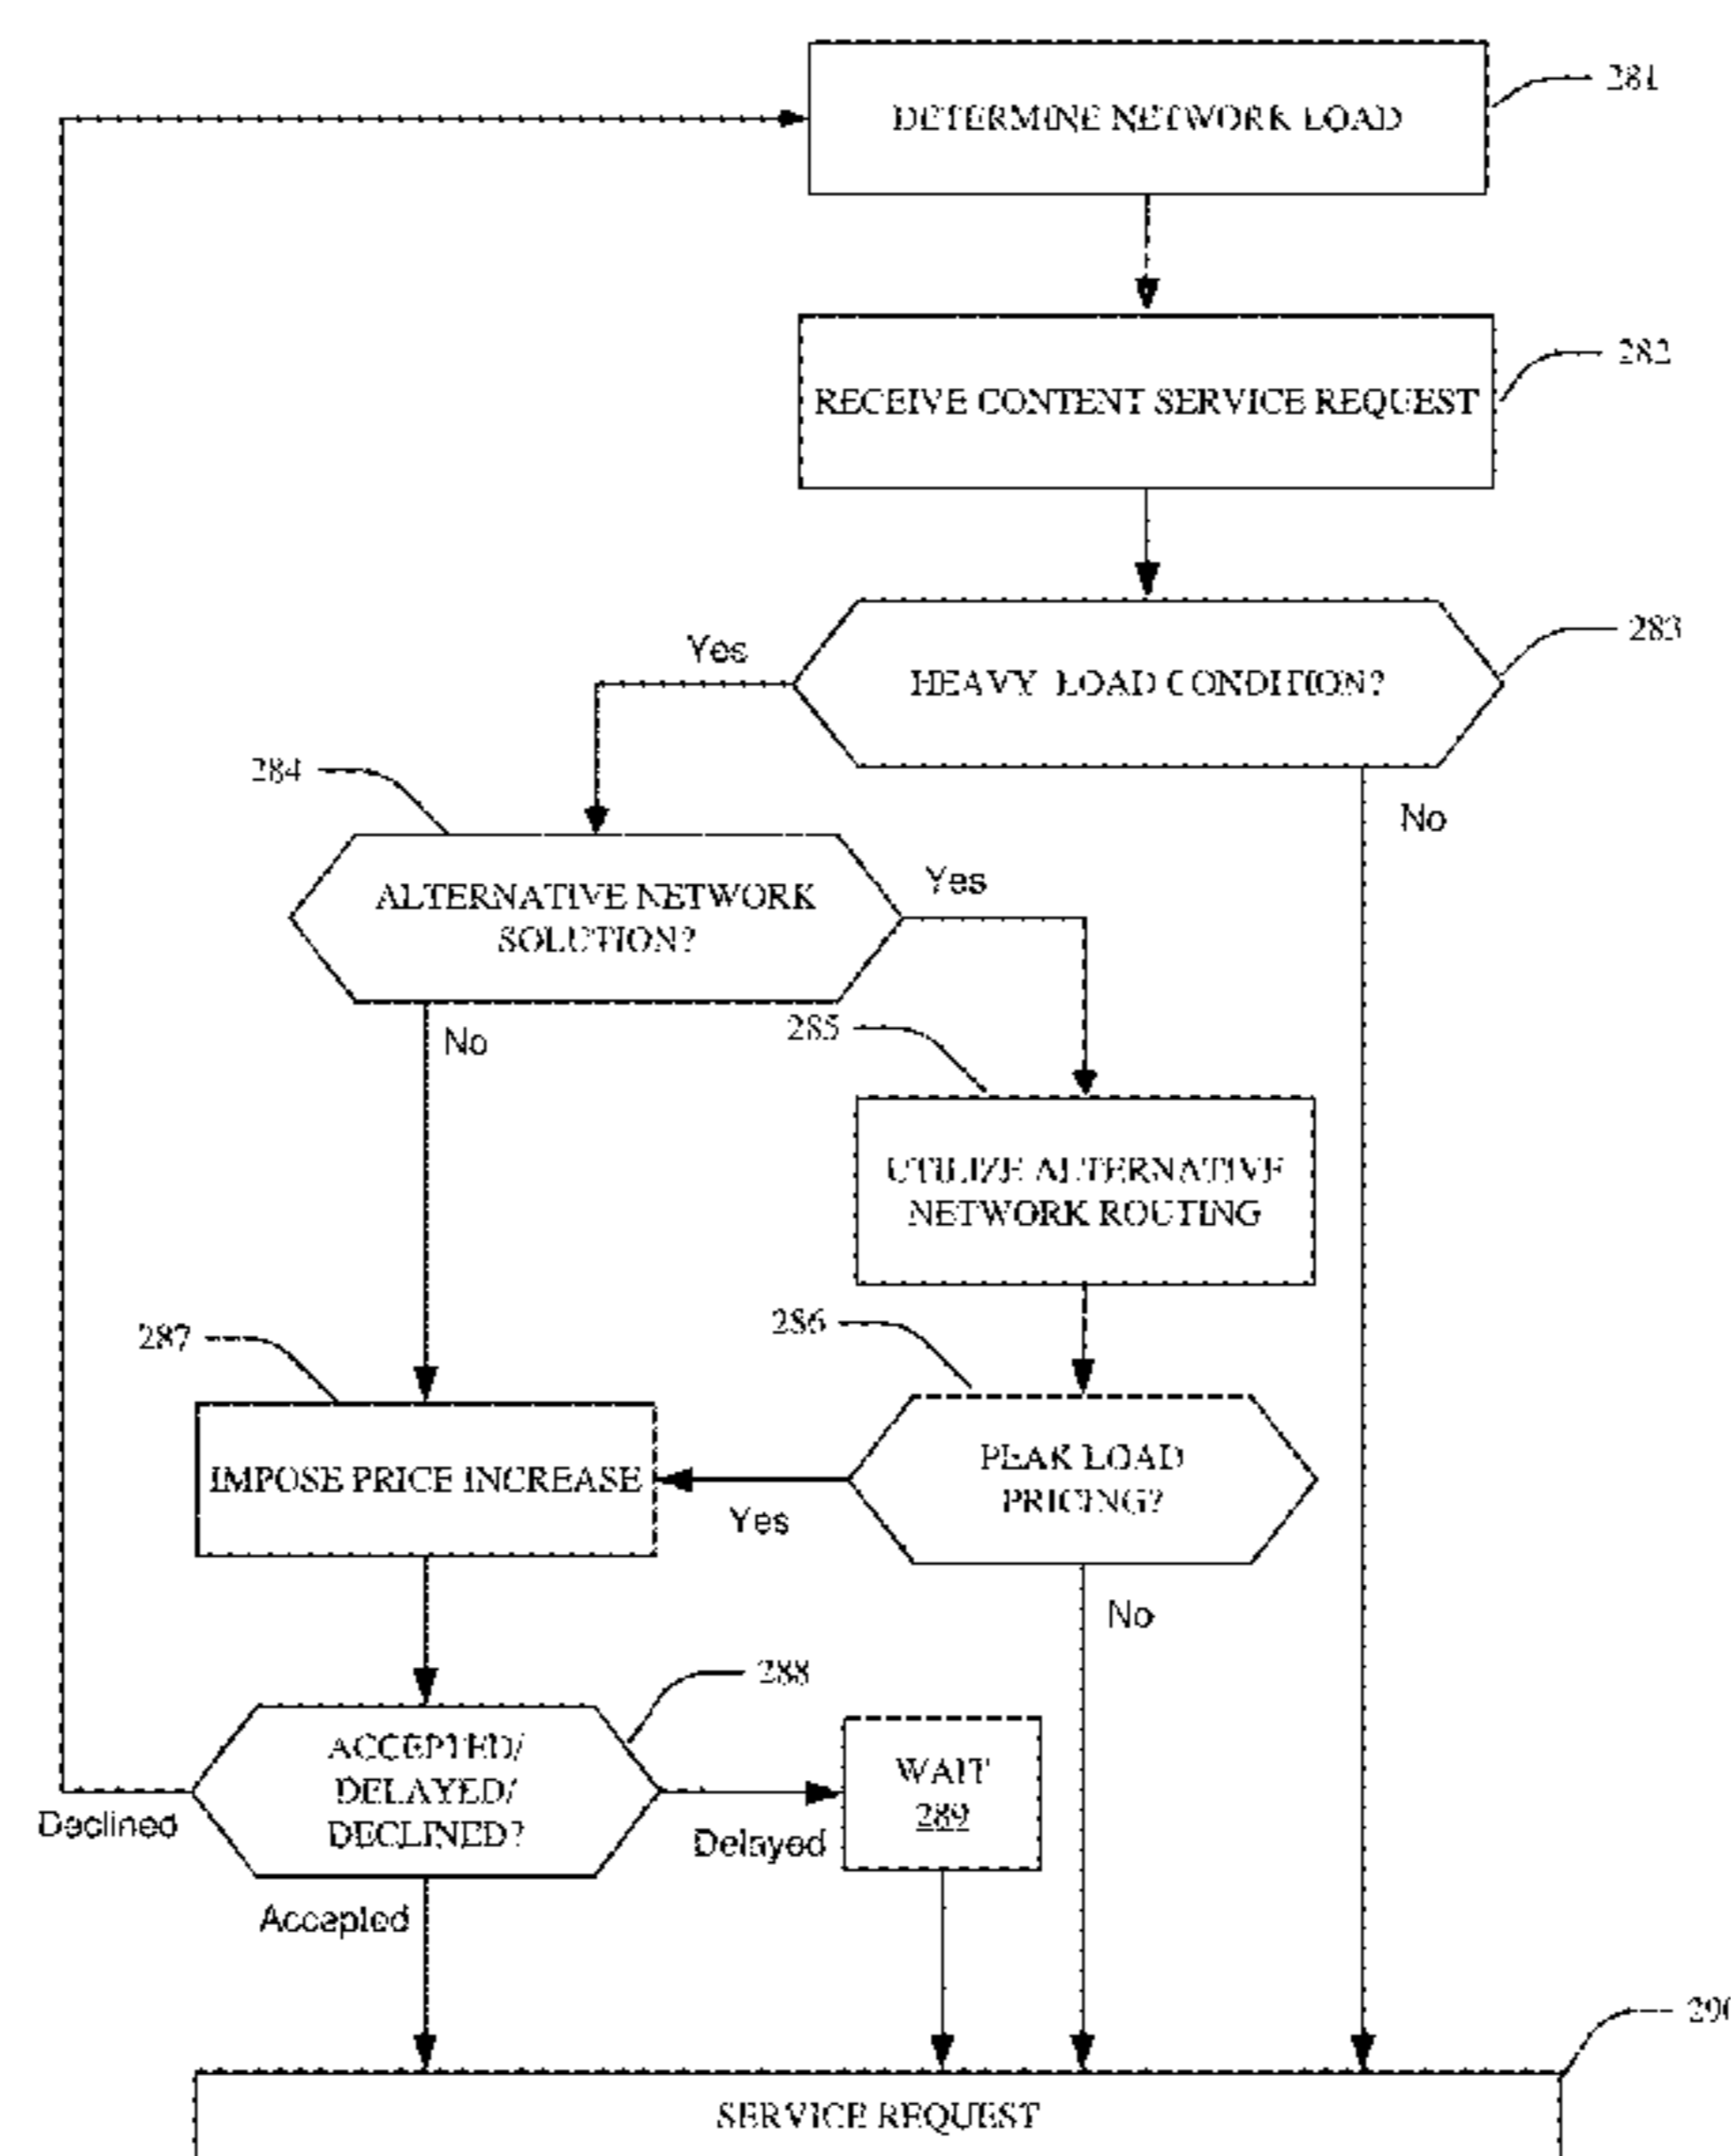 281
DETERMINE NETWORK LOAD
282
RECEIVE CONTENT SERVICE REQUEST
283
HEAVY LOAD CONDITION?
Yes
No
284
ALTERNATIVE NETWORK
SOLUTION?
Yes
No
285
UTILIZE ALTERNATIVE
NETWORK ROUTING
286
PEAK LOAD
PRICING?
Yes
No
287
IMPOSE PRICE INCREASE
288
ACCEPTED/
DELAYED/
DECLINED?
Declined
Delayed
Accepted
WAIT
289
SERVICE REQUEST